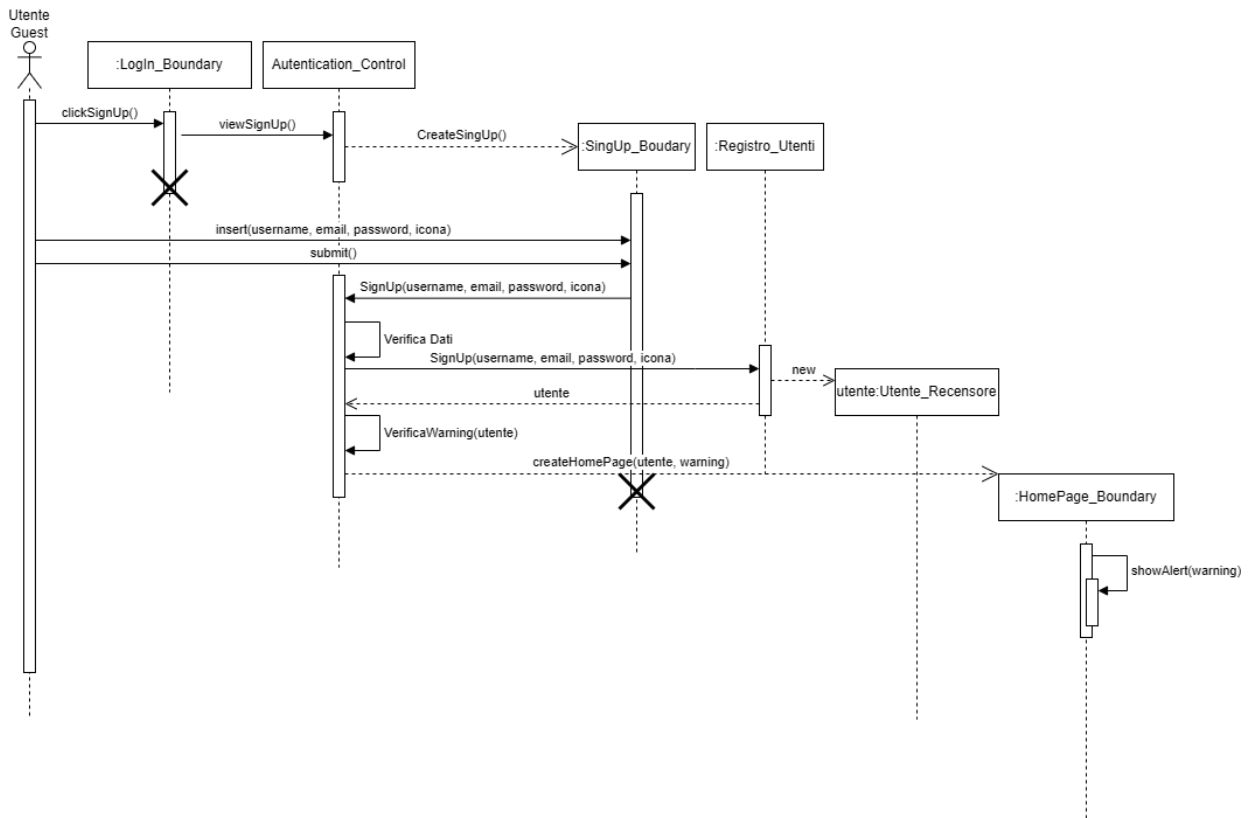 Utente
Guest
:LogIn_Boundary
Autentication_Control
clickSignUp()
viewSignUp()
CreateSingUp()
:SingUp_Boudary
:Registro_Utenti
insert(username, email, password, icona)
submit()
SignUp(username, email, password, icona)
Verifica Dati
SignUp(username, email, password, icona)
new
utente:Utente_Recensore
utente
VerificaWarning(utente)
createHomePage(utente, warning)
:HomePage_Boundary
showAlert(warning)